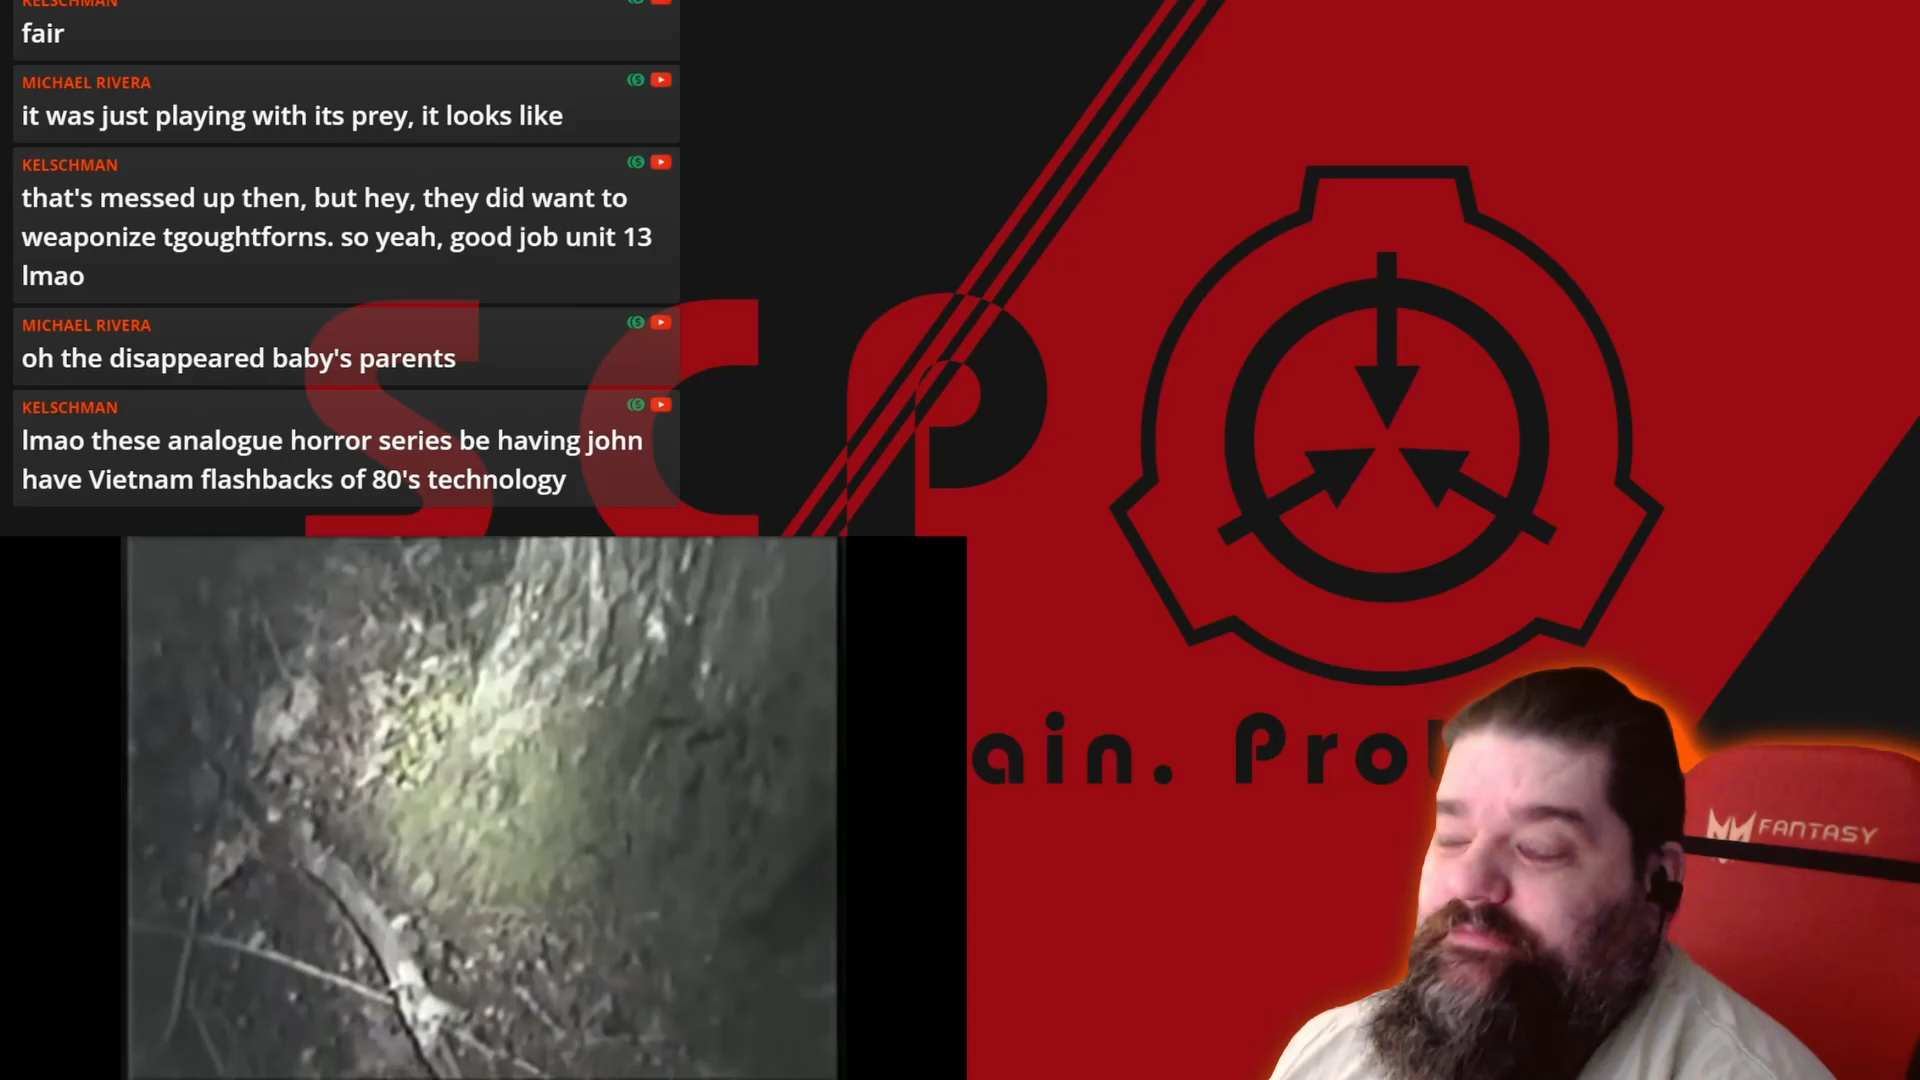 KELSCHMAN
fair
MICHAEL RIVERA
it was just playing with its prey, it looks like
KELSCHMAN
that's messed up then, but hey, they did want to
weaponize tgoughtforns. so yeah, good job unit 13
lmao
MICHAEL RIVERA
oh the disappeared baby's parents
KELSCHMAN
lmao these analogue horror series be having john
have Vietnam flashbacks of 80's technology
SCP
ain. Pro
FANTASY